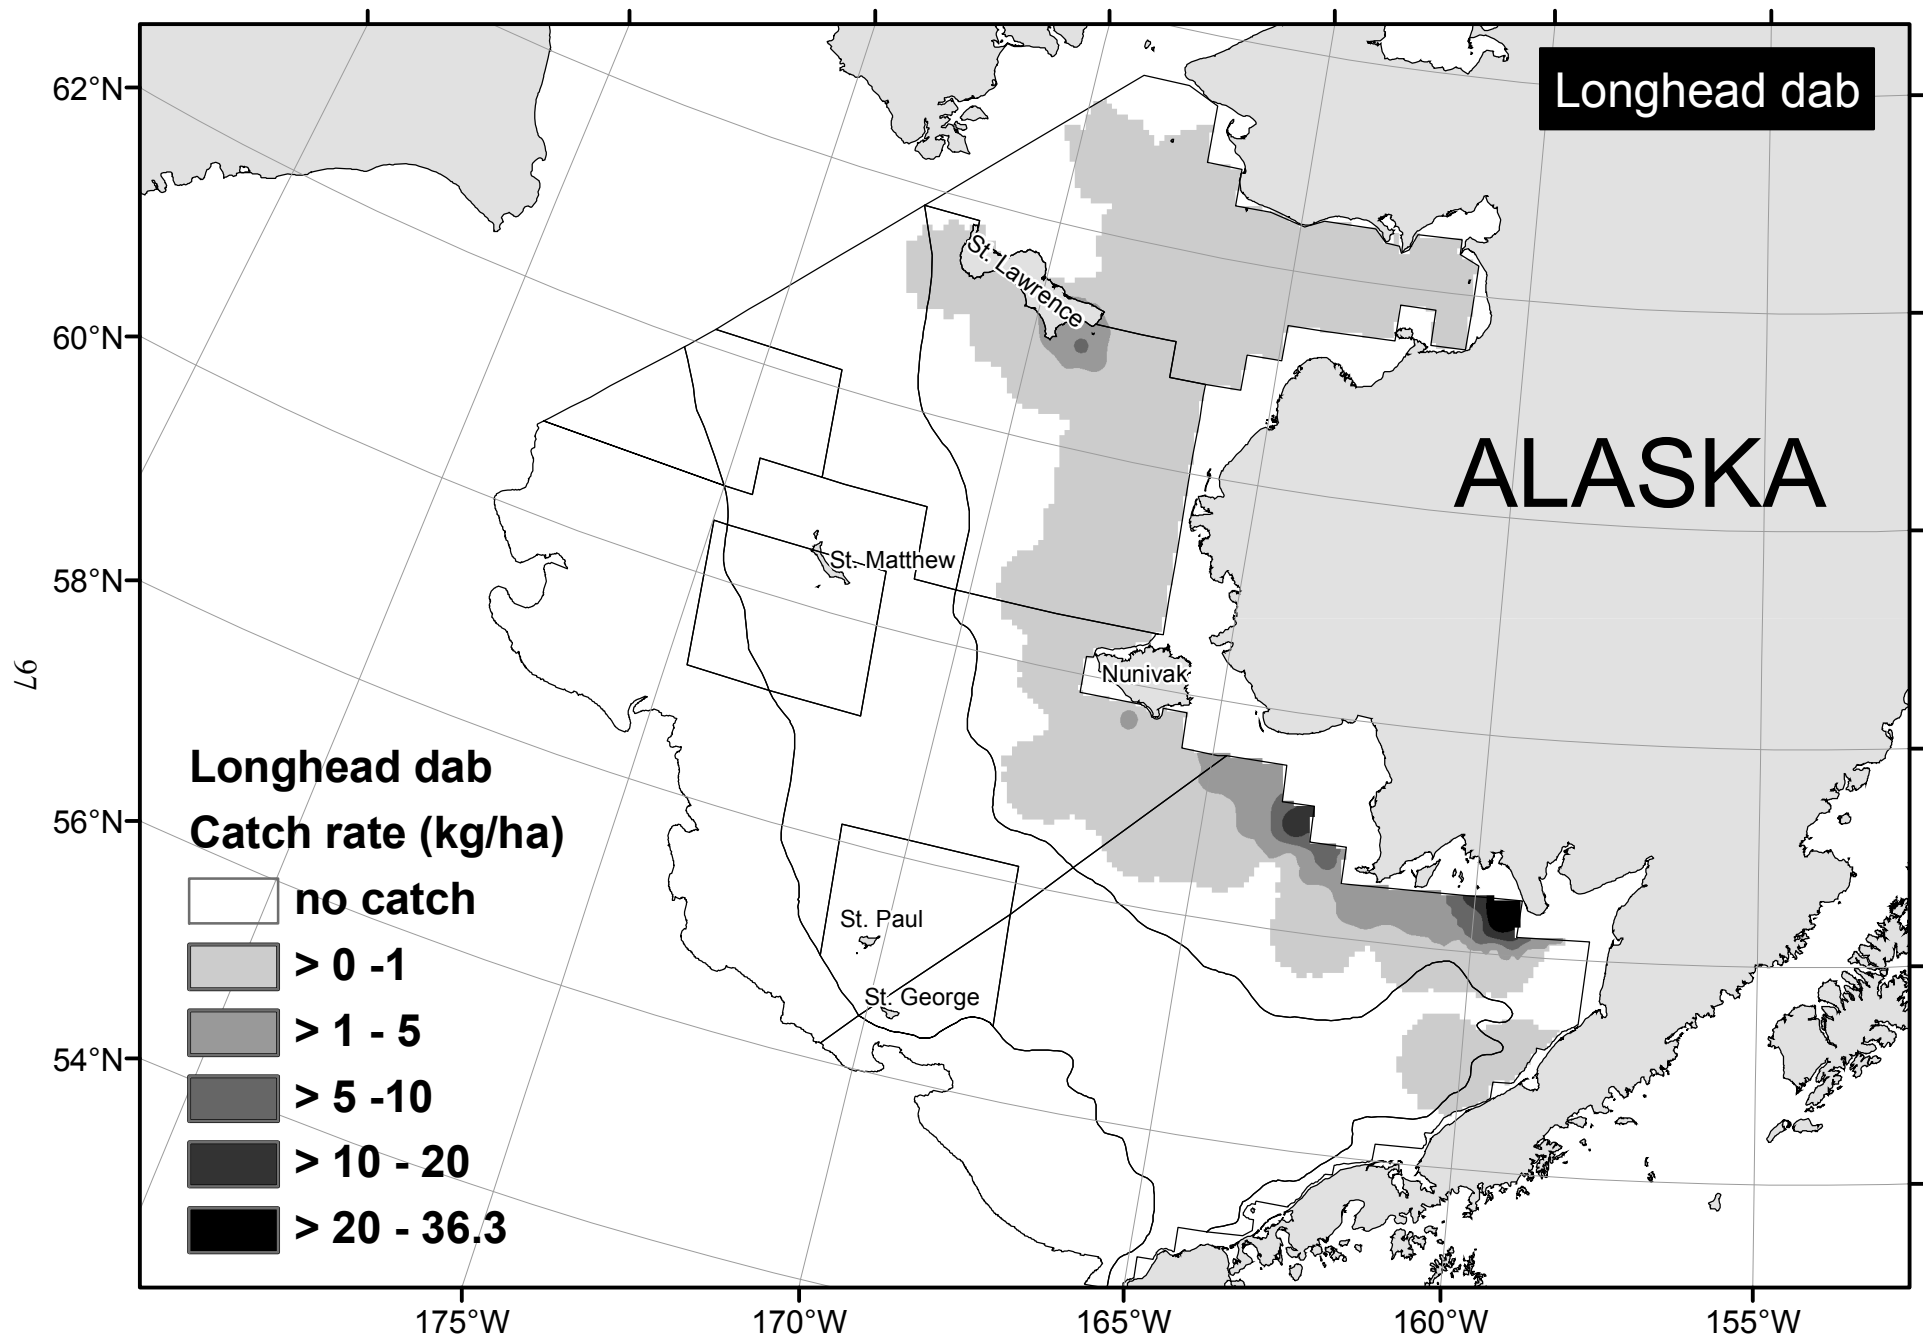 Longhead dab
62°N
60°N
58°N
56°N
54°N
97
St. Lawrence
ALASKA
St. Matthew
Nunivak
St. Paul
St. George
Longhead dab
Catch rate (kg/ha)
no catch
> 0 -1
> 1 - 5
> 5 -10
> 10 - 20
> 20 - 36.3
175°W
170°W
165°W
160°W
155°W